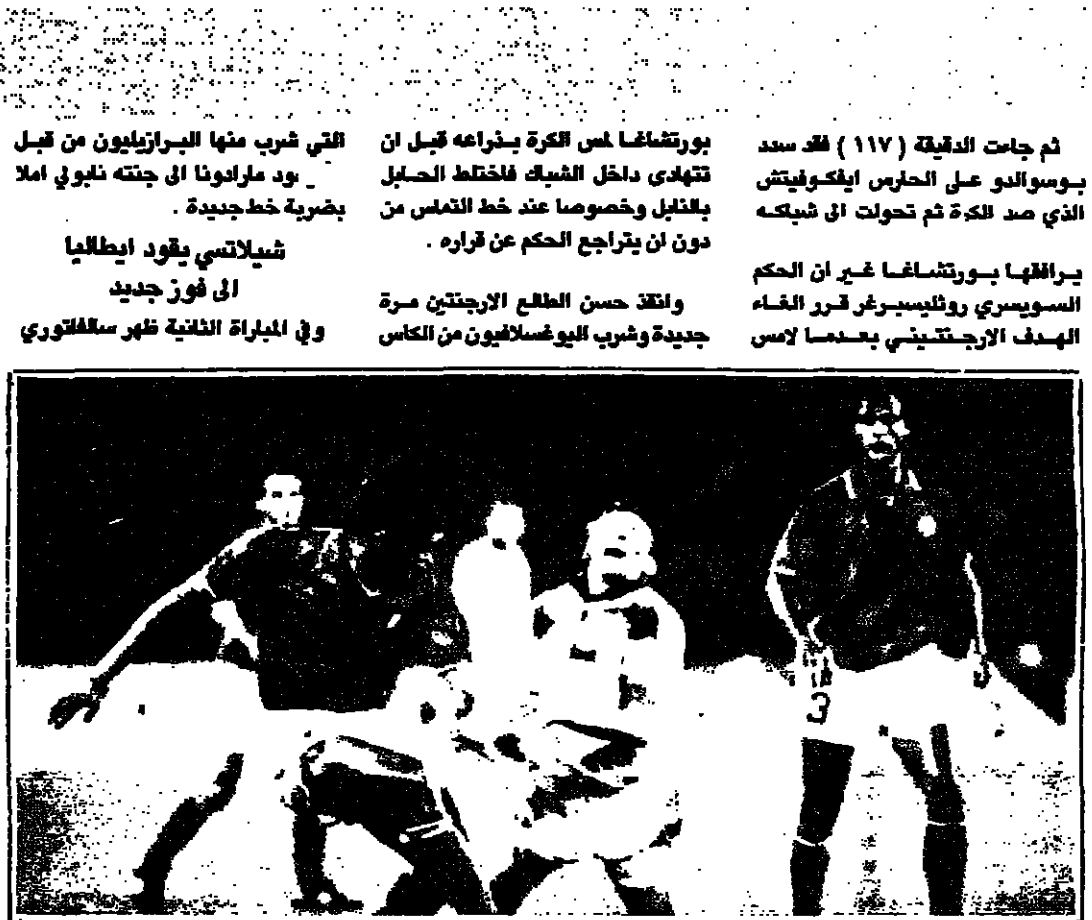 ثم جاءت الدقيقة ( ١١٧ ) فقد سدد
بوسوالدو على الحارس ايفكوفيتش
الذي صد الكرة ثم تحولت الى شباكه
يرافقها بورتشاغا غير ان الحكم
السويسري روتليسبرغر قرر الغاء
الهدف الارجنتيني بعدما لامس
بورتشاغا لمس الكرة بذراعه قبل ان
تتهادى داخل الشباك فاختلط الحابل
بالنابل وخصوصا عند خط التماس من
دون ان يتراجع الحكم عن قراره .
وانقذ حسن الطالع الارجنتين مرة
جديدة وشرب اليوغسلافيون من الكاس
التي شرب منها البرازيليون من قبل
مارادونا الى جنته نابولي املا
بضربة خط جديدة .
شيلاتسي يقود ايطاليا
الى فوز جديد
وفي المباراة الثانية ظهر سالفاتوري
3